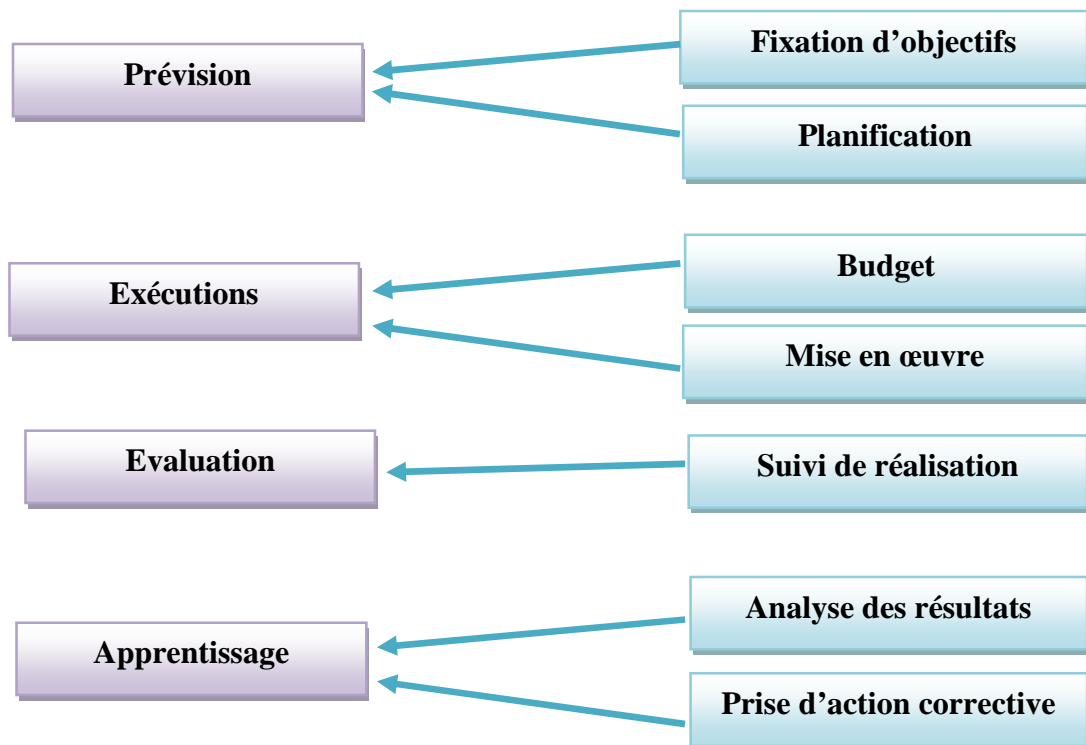 Fixation d’objectifs
Prévision
Planification
Budget
Exécutions
Mise en œuvre
Evaluation
Suivi de réalisation
Analyse des résultats
Apprentissage
Prise d’action corrective